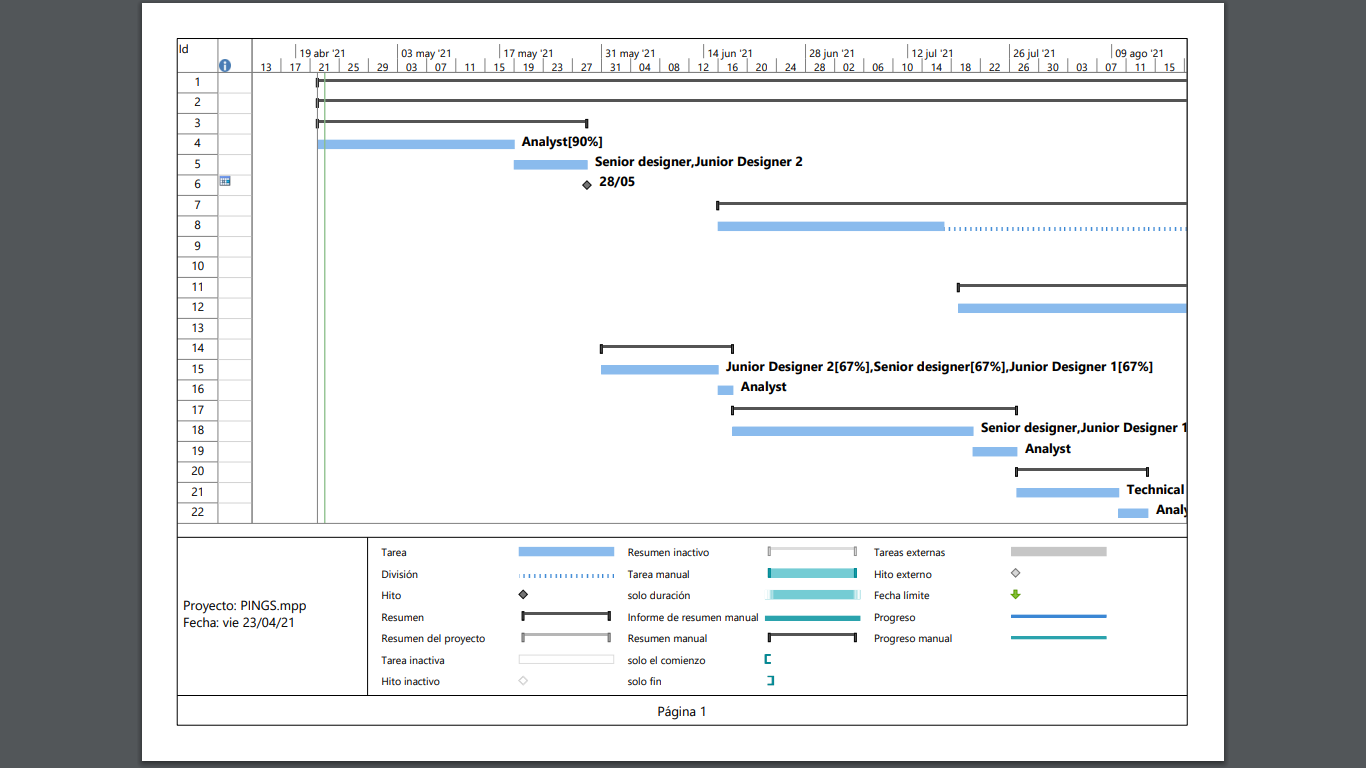 Id
19 abr '21 03 may '21 17 may '21 31 may '21 14 jun '21 28 jun '21 12 jul '21 26 jul '21 09 ago '21
13 17 21 25 29 03 07 11 15 19 23 27 31 04 08 12 16 20 24 28 02 06 10 14 18 22 26 30 03 07 11 15
1
2
3
4 Analyst[90%]
5 Senior designer,Junior Designer 2
6 28/05
7
8
9
10
11
12
13
14
15 Junior Designer 2[67%],Senior designer[67%],Junior Designer 1[67%]
16 Analyst
17
18 Senior designer,Junior Designer 1
19 Analyst
20
21 Technical
22 Analy
Proyecto: PINGS.mpp
Fecha: vie 23/04/21
Tarea
División
Hito
Resumen
Resumen del proyecto
Tarea inactiva
Hito inactivo
Resumen inactivo
Tarea manual
solo duración
Informe de resumen manual
Resumen manual
solo el comienzo
solo fin
Tareas externas
Hito externo
Fecha límite
Progreso
Progreso manual
Página 1